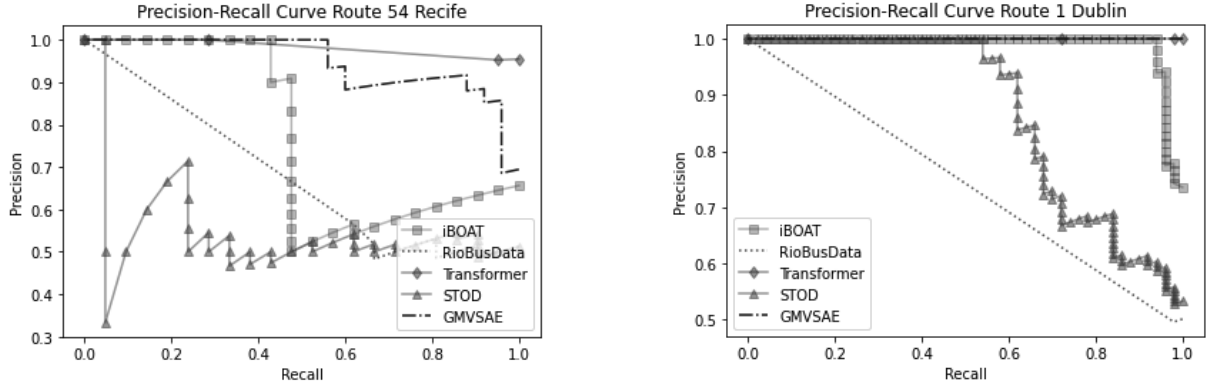 Precision-Recall Curve Route 54 Recife
1.0
0.9
0.8
0.7
0.6
0.5
0.4
0.3
Precision
0.0
0.2
0.4
0.6
0.8
1.0
Recall
iBOAT
RioBusData
Transformer
STOD
GMVSAE
Precision-Recall Curve Route 1 Dublin
1.0
0.9
0.8
0.7
0.6
0.5
Precision
0.0
0.2
0.4
0.6
0.8
1.0
Recall
iBOAT
RioBusData
Transformer
STOD
GMVSAE